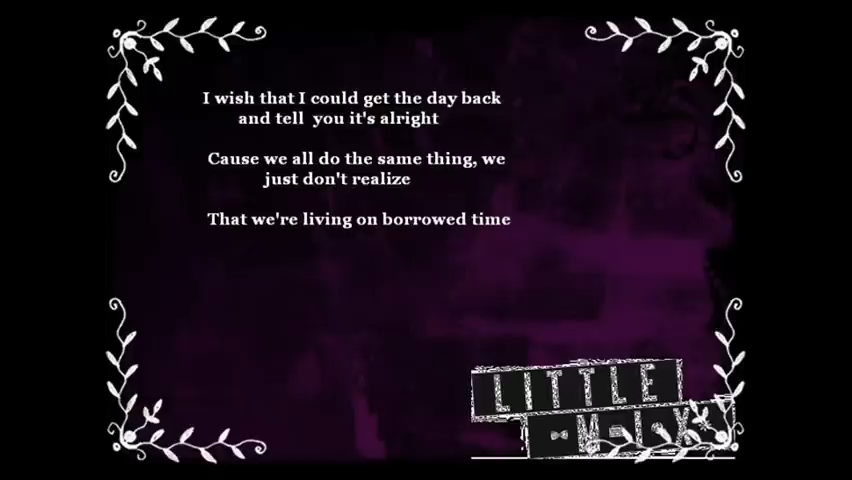 I wish that I could get the day back
and tell  you it's alright
Cause we all do the same thing, we
just don't realize
That we're living on borrowed time
LITTLE
MIX